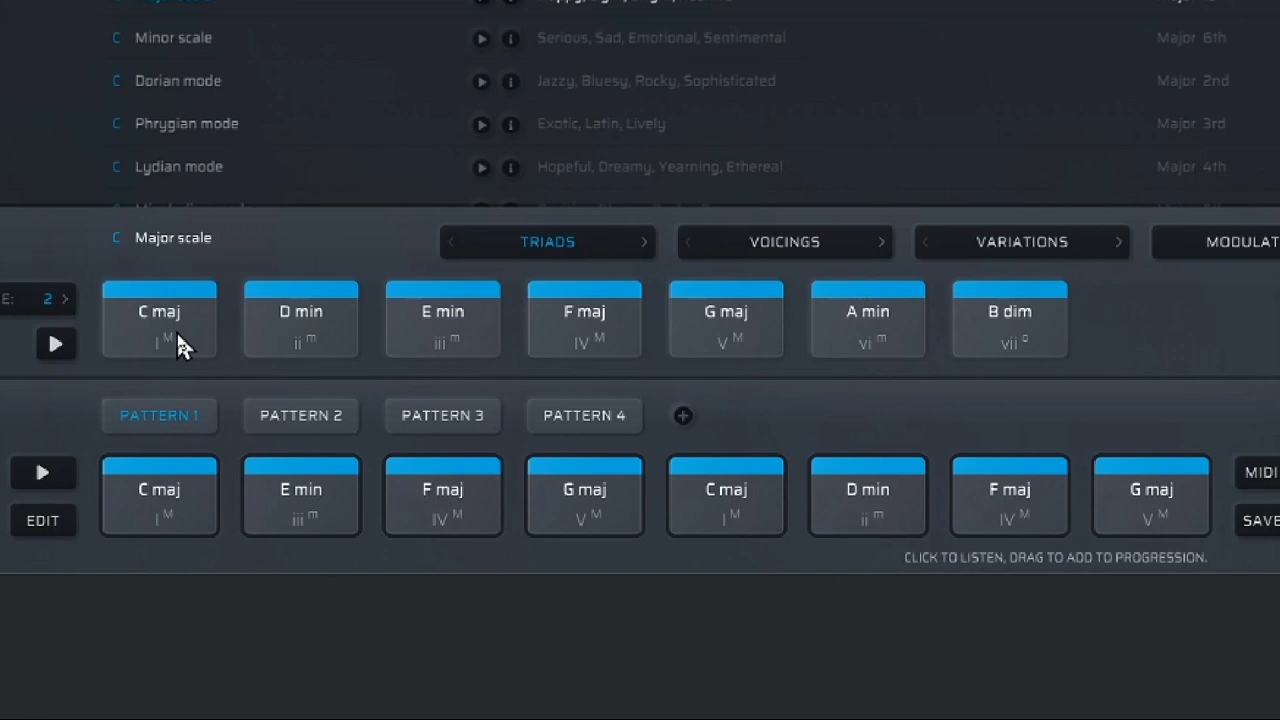 C Minor scale Serious, Sad, Emotional, Sentimental Major 6th
C Dorian mode Jazzy, Bluesy, Rocky, Sophisticated Major 2nd
C Phrygian mode Exotic, Latin, Lively Major 3rd
C Lydian mode Hopeful, Dreamy, Yearning, Ethereal Major 4th
C Major scale TRIADS VOICINGS VARIATIONS MODULAT
E: 2
C maj D min E min F maj G maj A min B dim
I M ii m iii m IV M V M vi m vii o
PATTERN 1 PATTERN 2 PATTERN 3 PATTERN 4
C maj E min F maj G maj C maj D min F maj G maj MIDI
I M iii m IV M V M I M ii m IV M V M
EDIT SAVE
CLICK TO LISTEN, DRAG TO ADD TO PROGRESSION.